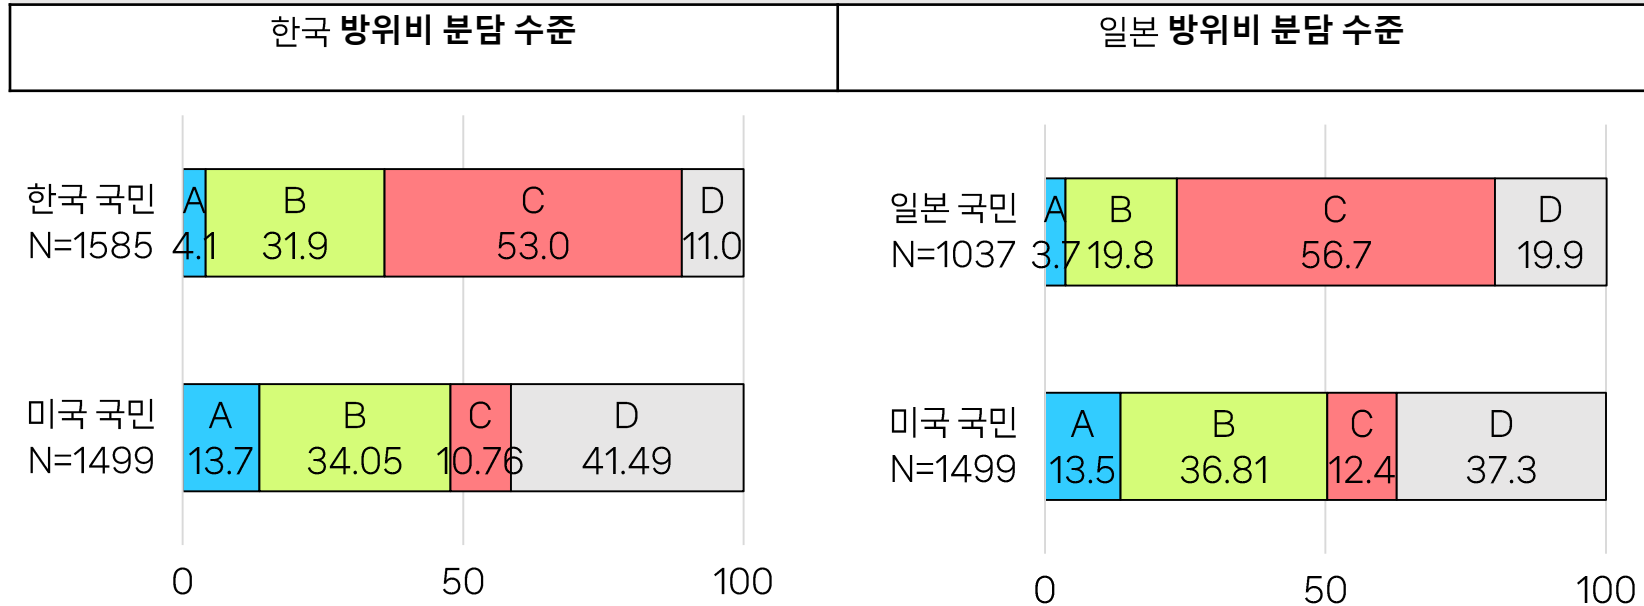 한국 방위비 분담 수준
일본 방위비 분담 수준
한국 국민
N=1585
A
4.1
B
31.9
C
53.0
D
11.0
미국 국민
N=1499
A
13.7
B
34.05
C
10.76
D
41.49
0
50
100
일본 국민
N=1037
A
3.7
B
19.8
C
56.7
D
19.9
미국 국민
N=1499
A
13.5
B
36.81
C
12.4
D
37.3
0
50
100